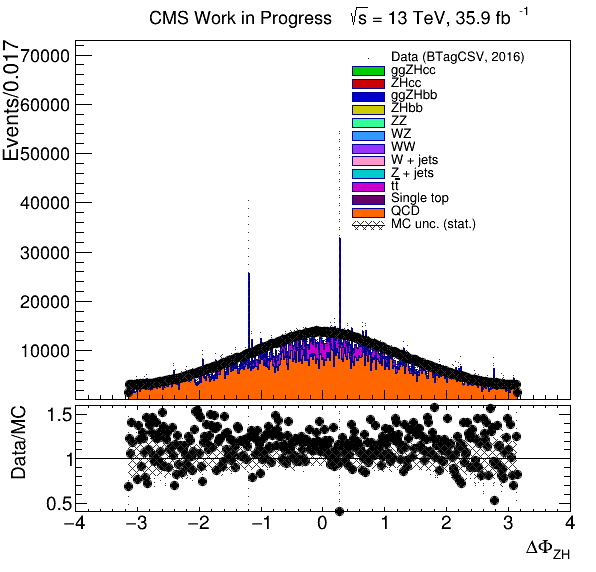 CMS Work in Progress √s = 13 TeV, 35.9 fb -1
Events/0.017
70000
60000
50000
40000
30000
20000
10000
Data (BTagCSV, 2016)
ggZHcc
ZHcc
ggZHbb
ZHbb
ZZ
WZ
WW
W + jets
Z + jets
tt̅
Single top
QCD
MC unc. (stat.)
Data/MC
1.5
1
0.5
−4 −3 −2 −1 0 1 2 3 4
ΔΦZH